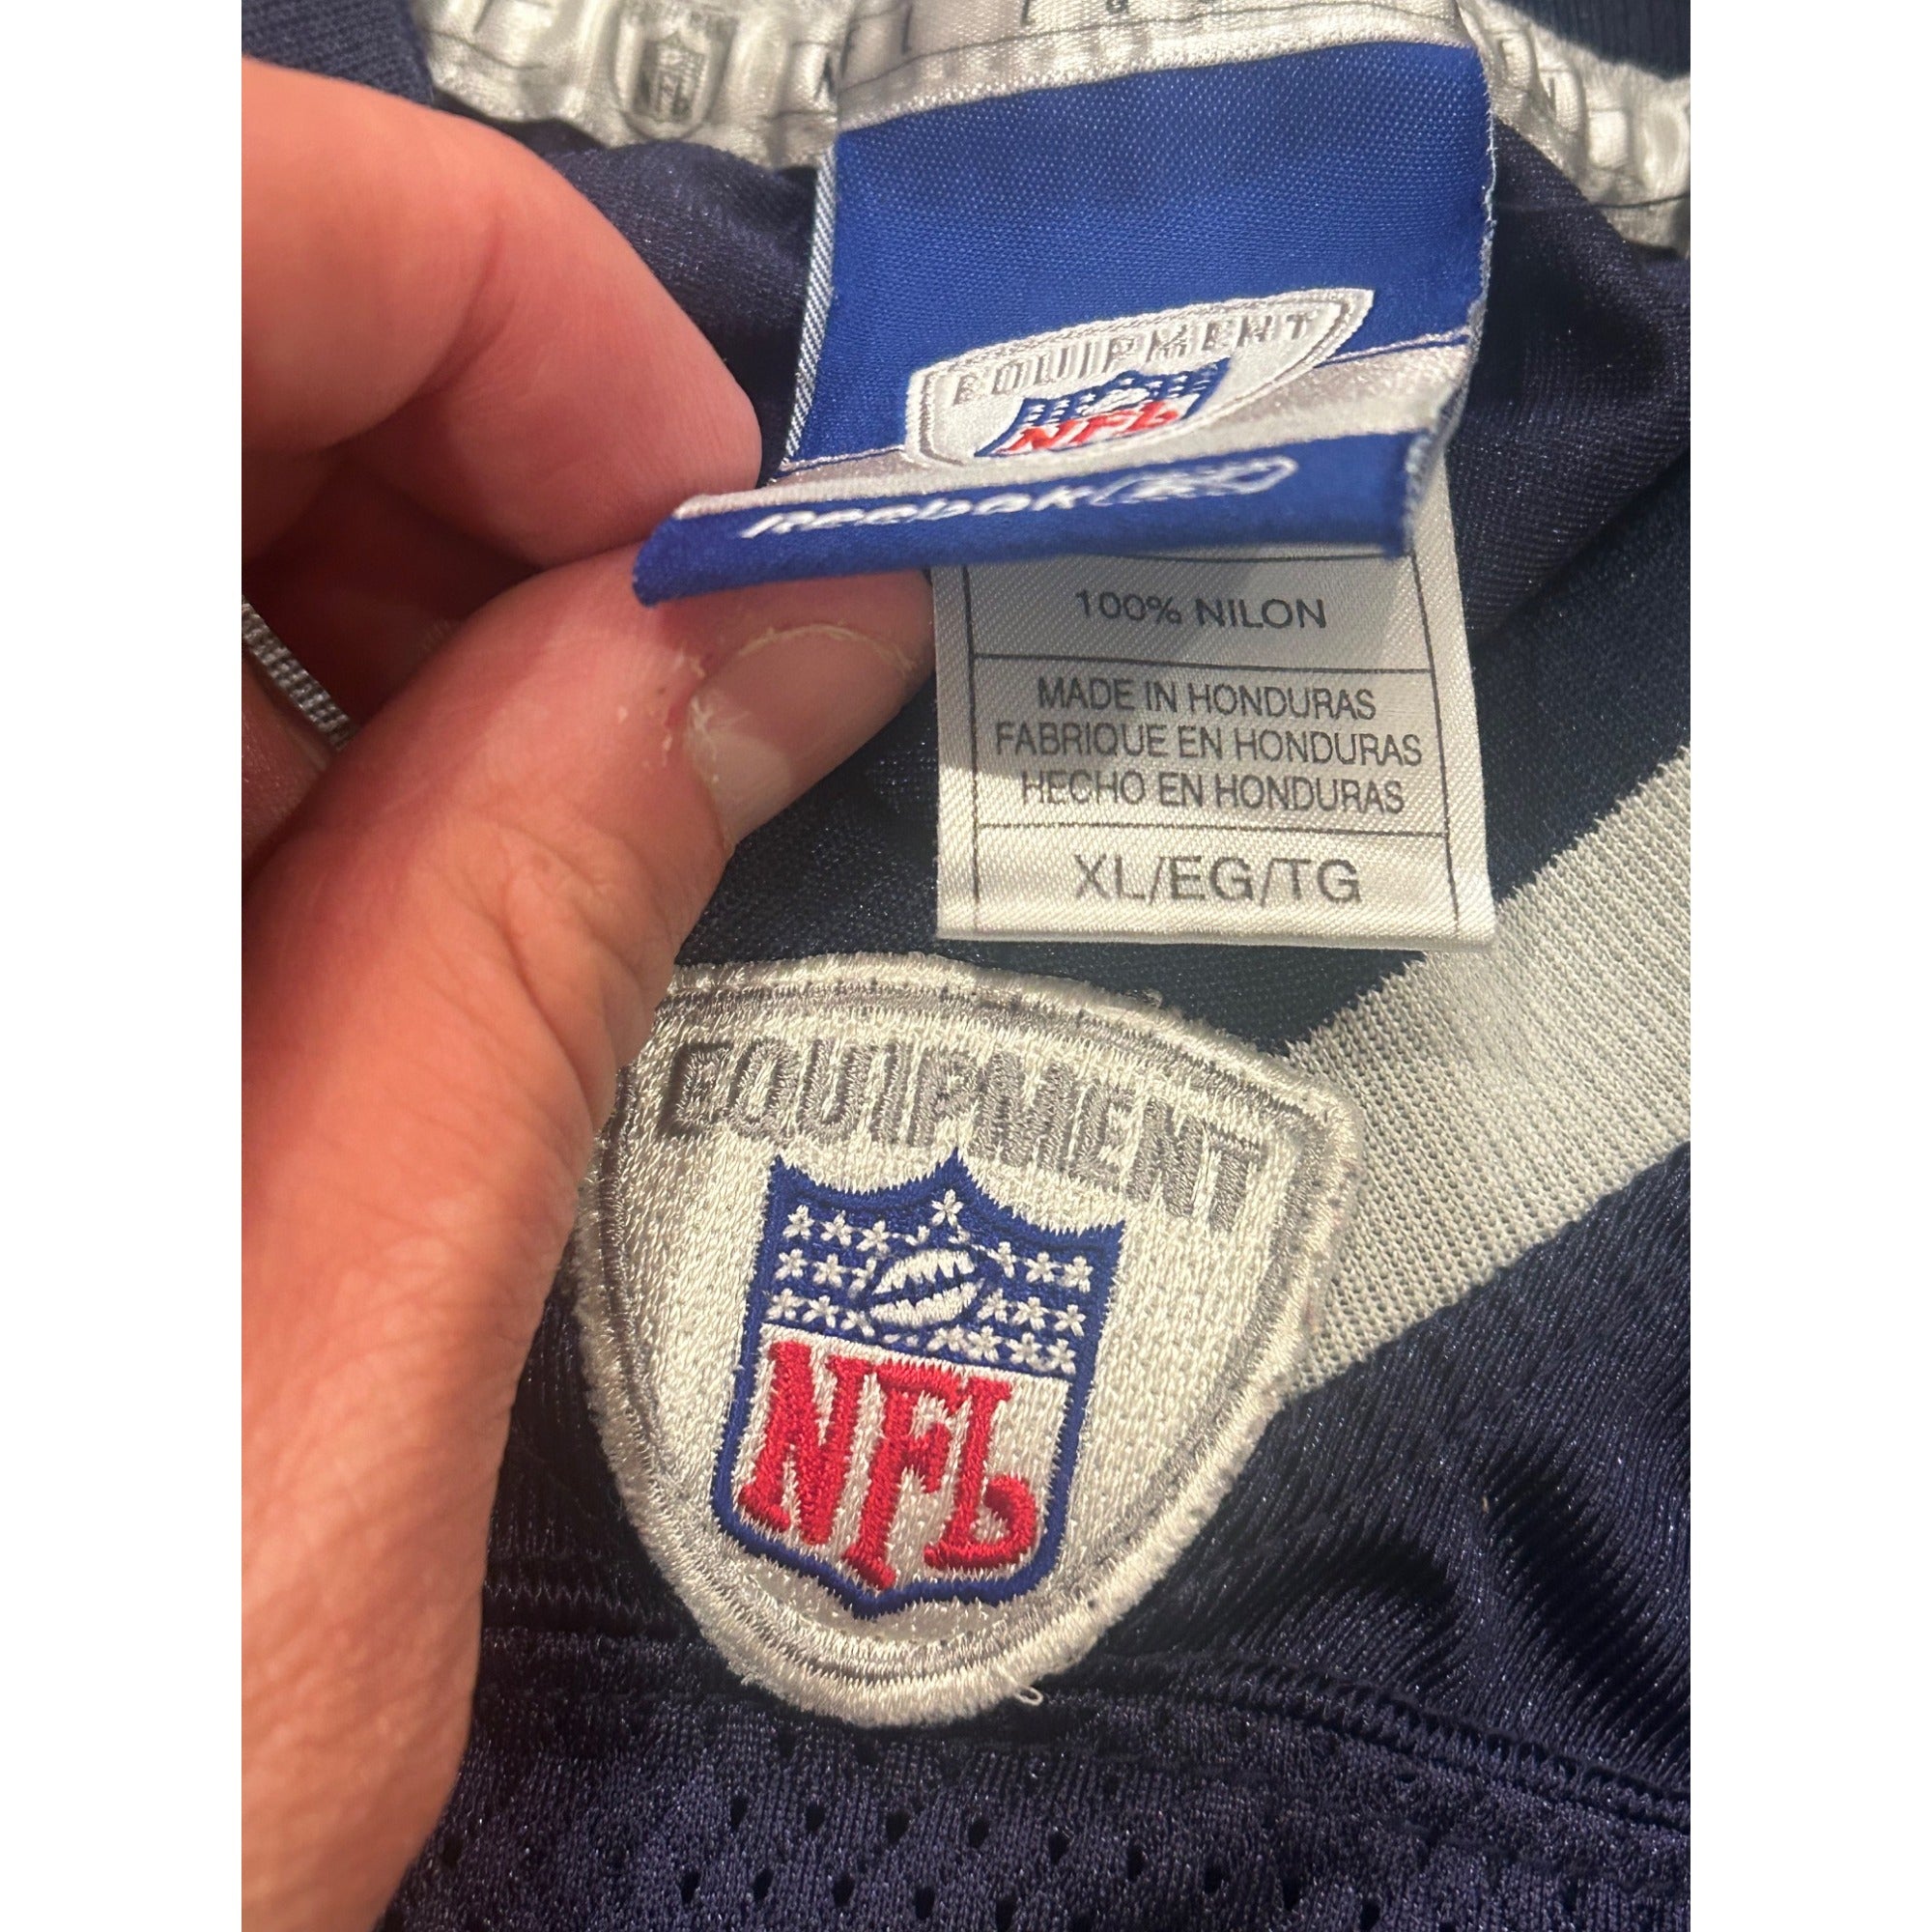 NFL
EQUIPMENT
NFL
Reebok
100% NILON
MADE IN HONDURAS
FABRIQUE EN HONDURAS
HECHO EN HONDURAS
XL/EG/TG
EQUIPMENT
NFL